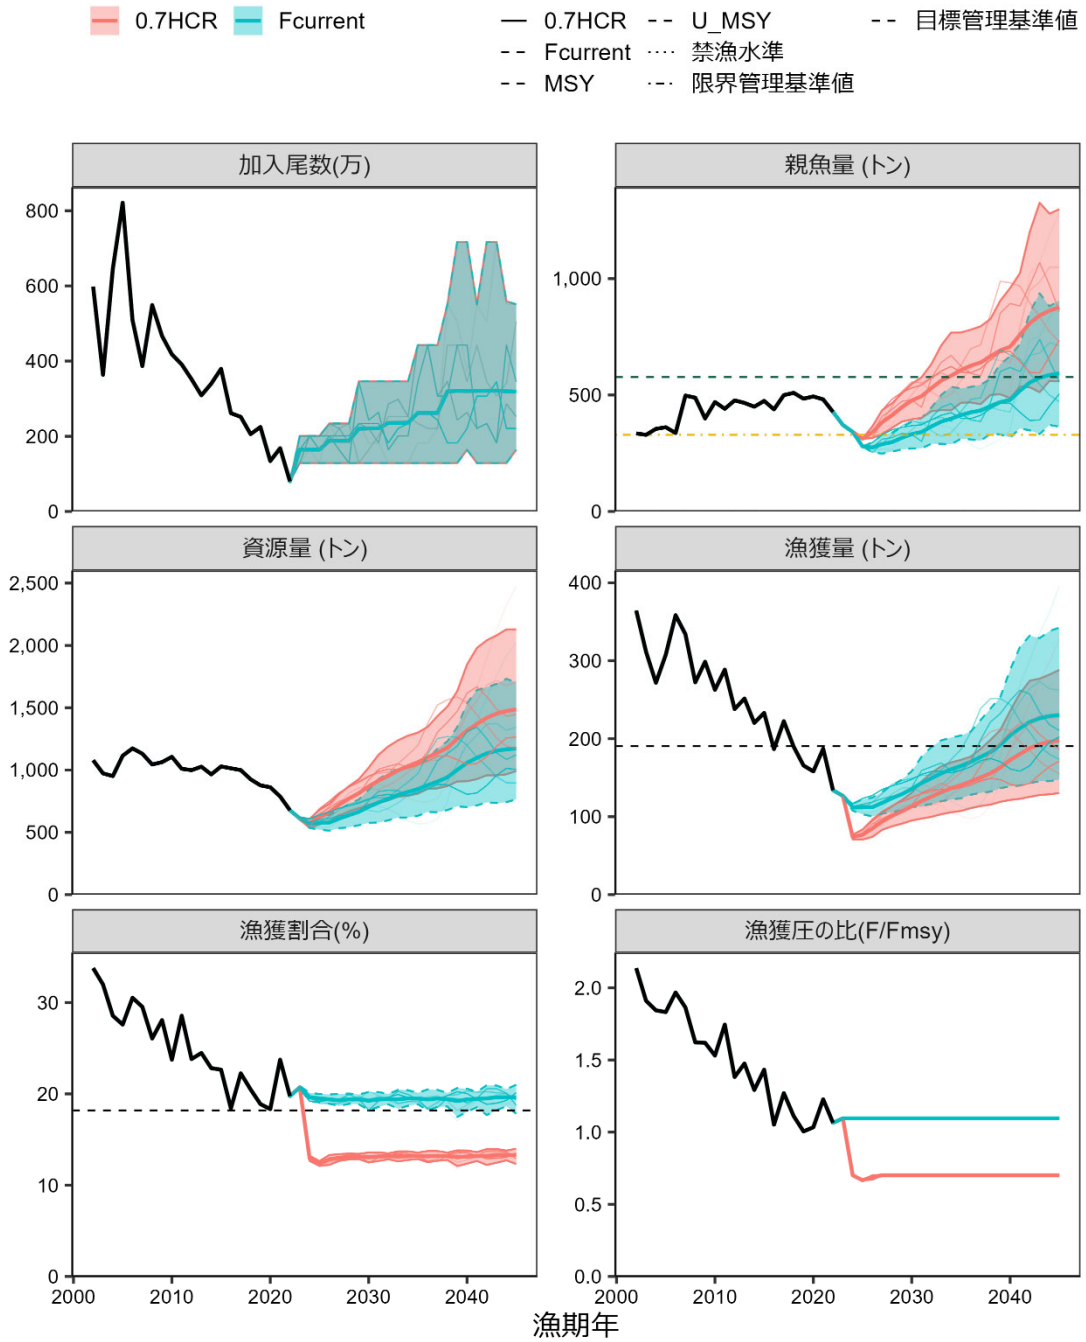 0.7HCR Fcurrent
0.7HCR U_MSY 目標管理基準値
Fcurrent 禁漁水準
MSY 限界管理基準値
加入尾数(万)
800
600
400
200
0
親魚量 (トン)
1,000
500
0
資源量 (トン)
2,500
2,000
1,500
1,000
500
0
漁獲量 (トン)
400
300
200
100
0
漁獲割合(%)
30
20
10
0
2000 2010 2020 2030 2040
漁獲圧の比(F/Fmsy)
2.0
1.5
1.0
0.5
0.0
2000 2010 2020 2030 2040
漁期年